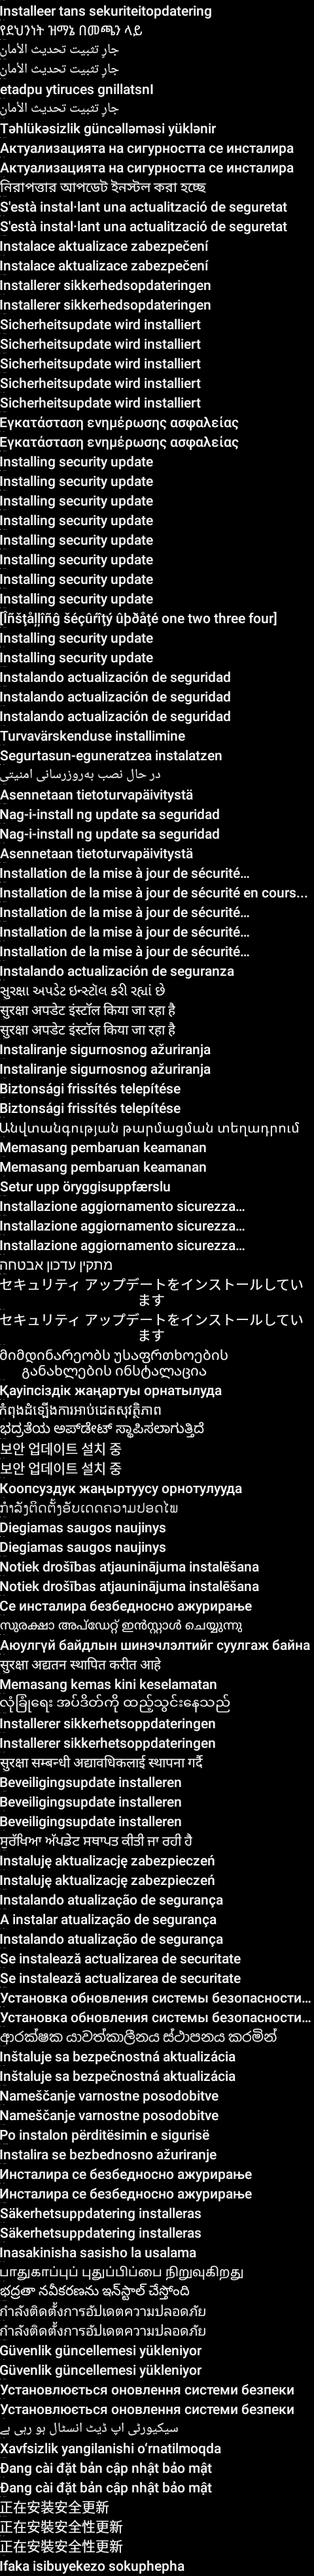 Installeer tans sekuriteitopdatering
የደህንነት ዝማኔ በመጫን ላይ
جارٍ تثبيت تحديث الأمان
جارٍ تثبيت تحديث الأمان
etadpu ytiruces gnillatsnI
جارٍ تثبيت تحديث الأمان
Təhlükəsizlik güncəlləməsi yüklənir
Актуализацията на сигурността се инсталира
Актуализацията на сигурността се инсталира
নিরাপত্তার আপডেট ইনস্টল করা হচ্ছে
S'està instal·lant una actualització de seguretat
S'està instal·lant una actualització de seguretat
Instalace aktualizace zabezpečení
Instalace aktualizace zabezpečení
Installerer sikkerhedsopdateringen
Installerer sikkerhedsopdateringen
Sicherheitsupdate wird installiert
Sicherheitsupdate wird installiert
Sicherheitsupdate wird installiert
Sicherheitsupdate wird installiert
Sicherheitsupdate wird installiert
Εγκατάσταση ενημέρωσης ασφαλείας
Εγκατάσταση ενημέρωσης ασφαλείας
Installing security update
Installing security update
Installing security update
Installing security update
Installing security update
Installing security update
Installing security update
Installing security update
[Îñšţåļļîñĝ šéçûŕîţý ûþðåţé one two three four]
Installing security update
Installing security update
Instalando actualización de seguridad
Instalando actualización de seguridad
Instalando actualización de seguridad
Turvavärskenduse installimine
Segurtasun-eguneratzea instalatzen
در حال نصب به‌روزرسانی امنیتی
Asennetaan tietoturvapäivitystä
Nag-i-install ng update sa seguridad
Nag-i-install ng update sa seguridad
Asennetaan tietoturvapäivitystä
Installation de la mise à jour de sécurité…
Installation de la mise à jour de sécurité en cours…
Installation de la mise à jour de sécurité…
Installation de la mise à jour de sécurité…
Installation de la mise à jour de sécurité…
Instalando actualización de seguranza
સુરક્ષા અપડેટ ઇન્સ્ટૉલ કરી રહ્યાં છે
सुरक्षा अपडेट इंस्टॉल किया जा रहा है
सुरक्षा अपडेट इंस्टॉल किया जा रहा है
Instaliranje sigurnosnog ažuriranja
Instaliranje sigurnosnog ažuriranja
Biztonsági frissítés telepítése
Biztonsági frissítés telepítése
Անվտանգության թարմացման տեղադրում
Memasang pembaruan keamanan
Memasang pembaruan keamanan
Setur upp öryggisuppfærslu
Installazione aggiornamento sicurezza…
Installazione aggiornamento sicurezza…
Installazione aggiornamento sicurezza…
מתקין עדכון אבטחה
セキュリティ アップデートをインストールしてい
ます
セキュリティ アップデートをインストールしてい
ます
მიმდინარეობს უსაფრთხოების
განახლების ინსტალაცია
Қауіпсіздік жаңартуы орнатылуда
កំពុងដំឡើងការអាប់ដេតសុវត្ថិភាព
ಭದ್ರತೆಯ ಅಪ್‌ಡೇಟ್‌ ಸ್ಥಾಪಿಸಲಾಗುತ್ತಿದೆ
보안 업데이트 설치 중
보안 업데이트 설치 중
Коопсуздук жаңыртуусу орнотулууда
ກຳລັງຕິດຕັ້ງອັບເດດຄວາມປອດໄພ
Diegiamas saugos naujinys
Diegiamas saugos naujinys
Notiek drošības atjauninājuma instalēšana
Notiek drošības atjauninājuma instalēšana
Се инсталира безбедносно ажурирање
സുരക്ഷാ അപ്ഡേറ്റ് ഇൻസ്റ്റാൾ ചെയ്യുന്നു
Аюулгүй байдлын шинэчлэлтийг суулгаж байна
सुरक्षा अद्यतन स्थापित करीत आहे
Memasang kemas kini keselamatan
လုံခြုံရေး အပ်ဒိတ်ကို ထည့်သွင်းနေသည်
Installerer sikkerhetsoppdateringen
Installerer sikkerhetsoppdateringen
सुरक्षा सम्बन्धी अद्यावधिकलाई स्थापना गर्दै
Beveiligingsupdate installeren
Beveiligingsupdate installeren
Beveiligingsupdate installeren
ਸੁਰੱਖਿਆ ਅੱਪਡੇਟ ਸਥਾਪਤ ਕੀਤੀ ਜਾ ਰਹੀ ਹੈ
Instaluję aktualizację zabezpieczeń
Instaluję aktualizację zabezpieczeń
Instalando atualização de segurança
A instalar atualização de segurança
Instalando atualização de segurança
Se instalează actualizarea de securitate
Se instalează actualizarea de securitate
Установка обновления системы безопасности…
Установка обновления системы безопасности…
ආරක්ෂක යාවත්කාලීනය ස්ථාපනය කරමින්
Inštaluje sa bezpečnostná aktualizácia
Inštaluje sa bezpečnostná aktualizácia
Nameščanje varnostne posodobitve
Nameščanje varnostne posodobitve
Po instalon përditësimin e sigurisë
Instalira se bezbednosno ažuriranje
Инсталира се безбедносно ажурирање
Инсталира се безбедносно ажурирање
Säkerhetsuppdatering installeras
Säkerhetsuppdatering installeras
Inasakinisha sasisho la usalama
பாதுகாப்புப் புதுப்பிப்பை நிறுவுகிறது
భద్రతా నవీకరణను ఇన్‌స్టాల్ చేస్తోంది
กำลังติดตั้งการอัปเดตความปลอดภัย
กำลังติดตั้งการอัปเดตความปลอดภัย
Güvenlik güncellemesi yükleniyor
Güvenlik güncellemesi yükleniyor
Установлюється оновлення системи безпеки
Установлюється оновлення системи безпеки
سیکیورٹی اپ ڈیٹ انسٹال ہو رہی ہے
Xavfsizlik yangilanishi o‘rnatilmoqda
Đang cài đặt bản cập nhật bảo mật
Đang cài đặt bản cập nhật bảo mật
正在安装安全更新
正在安裝安全性更新
正在安裝安全性更新
Ifaka isibuyekezo sokuphepha